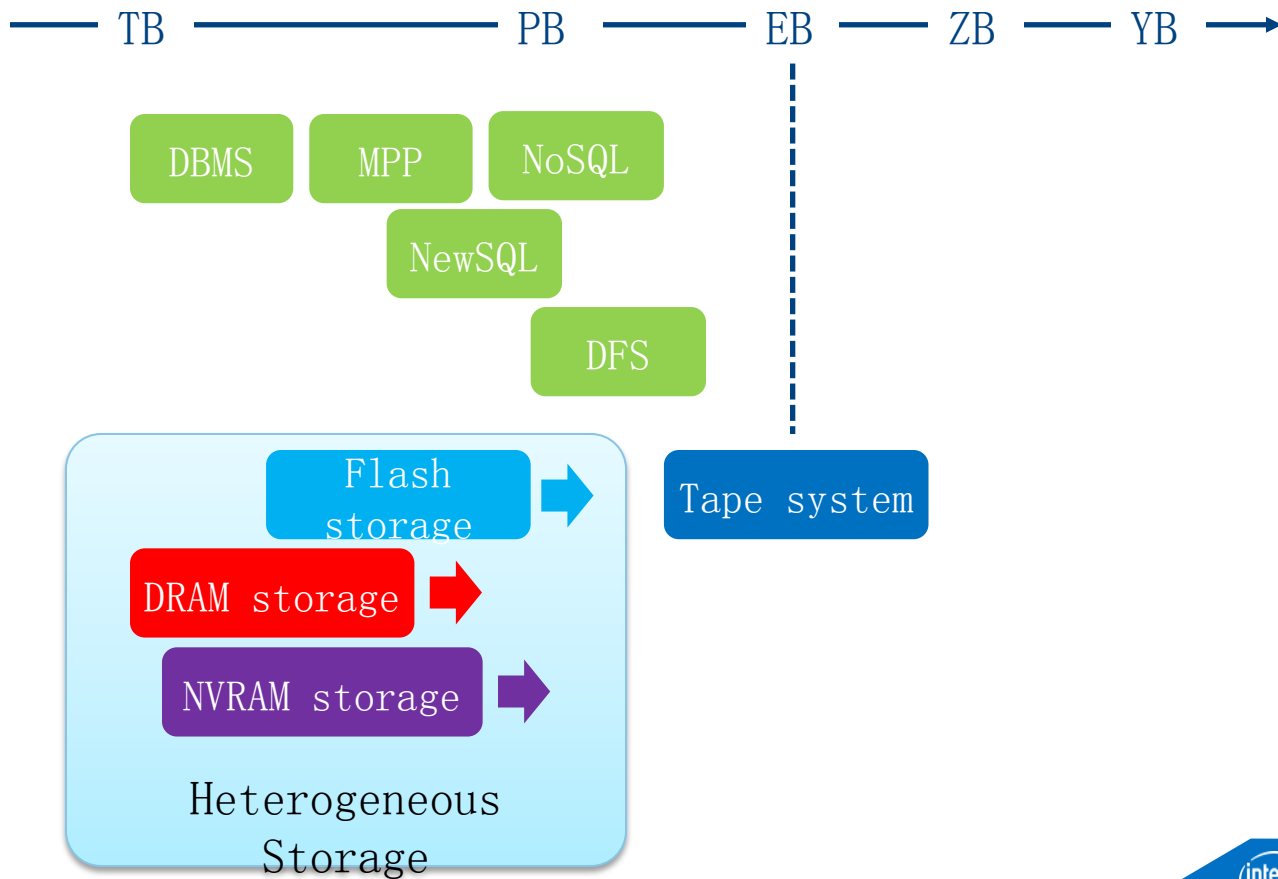 TB PB EB ZB YB
DBMS MPP NoSQL
NewSQL
DFS
Flash
storage
Tape system
DRAM storage
NVRAM storage
Heterogeneous
Storage